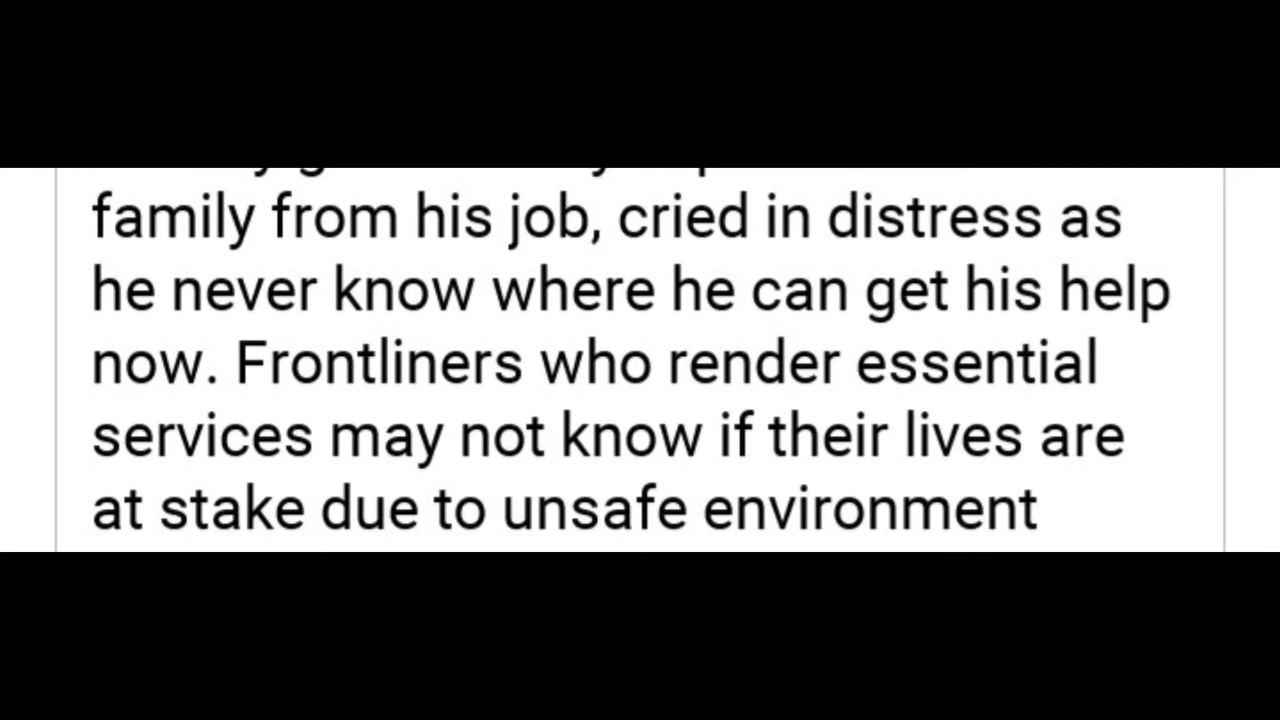 family from his job, cried in distress as
he never know where he can get his help
now. Frontliners who render essential
services may not know if their lives are
at stake due to unsafe environment